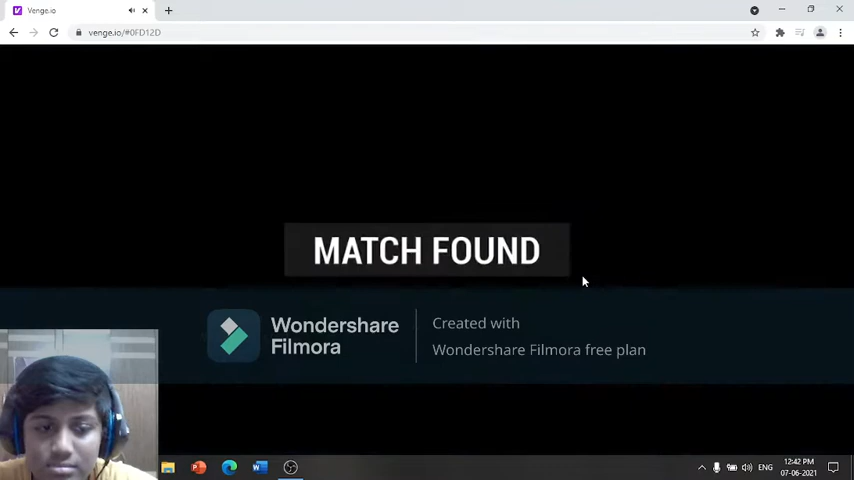 Venge.io
venge.io/#0FD12D
MATCH FOUND
Wondershare
Filmora
Created with
Wondershare Filmora free plan
ENG
12:42 PM
07-06-2021